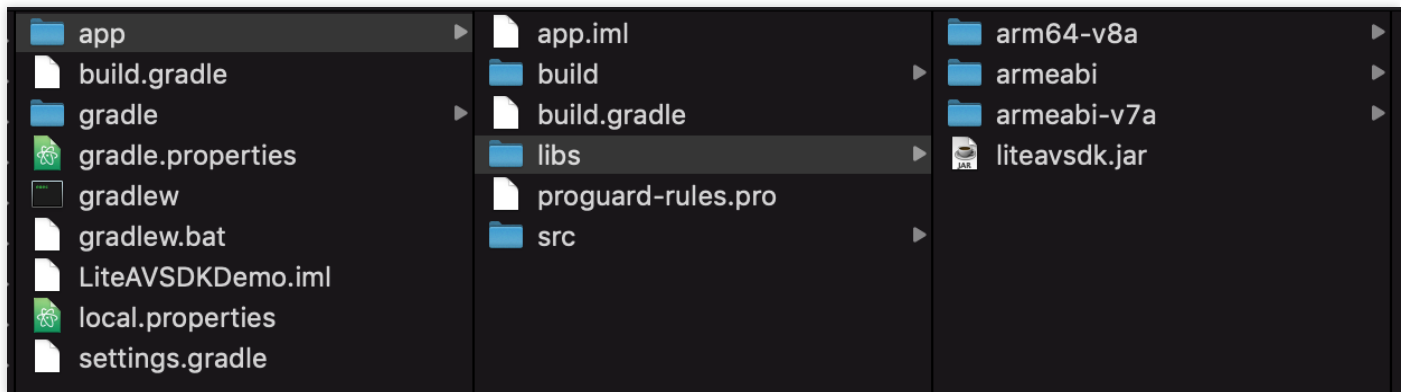 app
build.gradle
gradle
gradle.properties
gradlew
gradlew.bat
LiteAVSDKDemo.iml
local.properties
settings.gradle
app.iml
build
build.gradle
libs
proguard-rules.pro
src
arm64-v8a
armeabi
armeabi-v7a
liteavsdk.jar
JAR